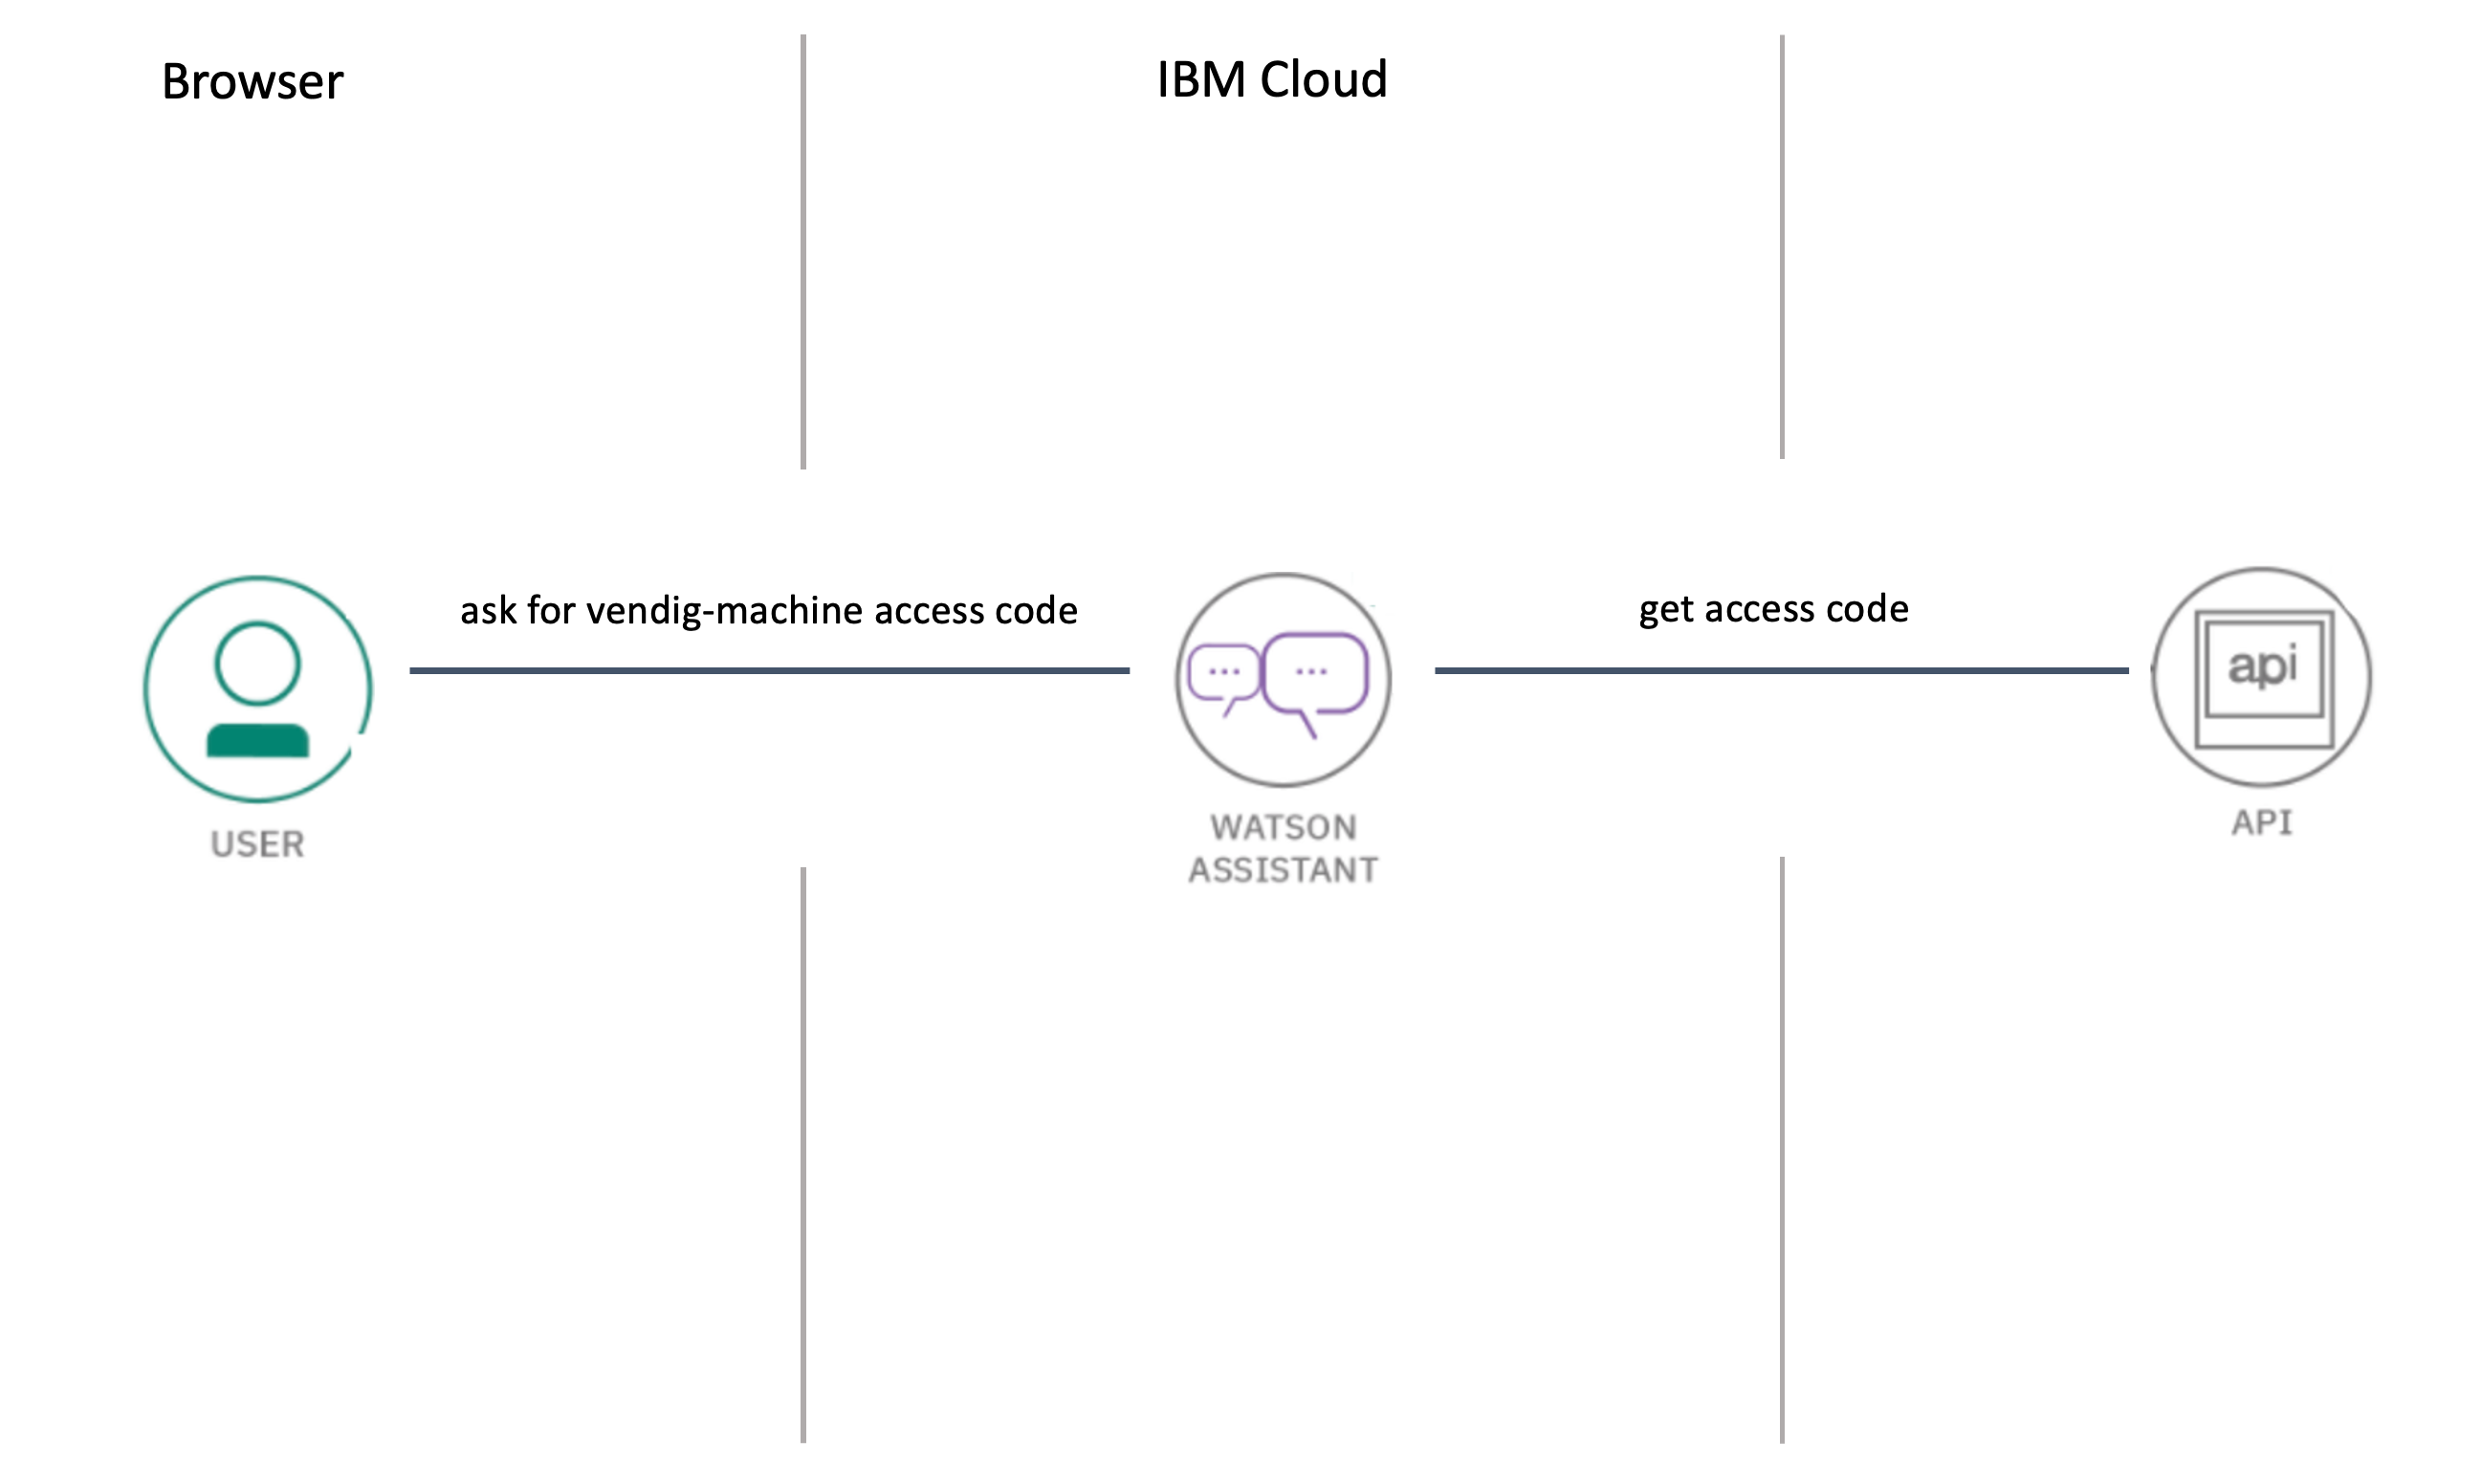 Browser
IBM Cloud
ask for vendig-machine access code
get access code
api
USER
WATSON
ASSISTANT
API